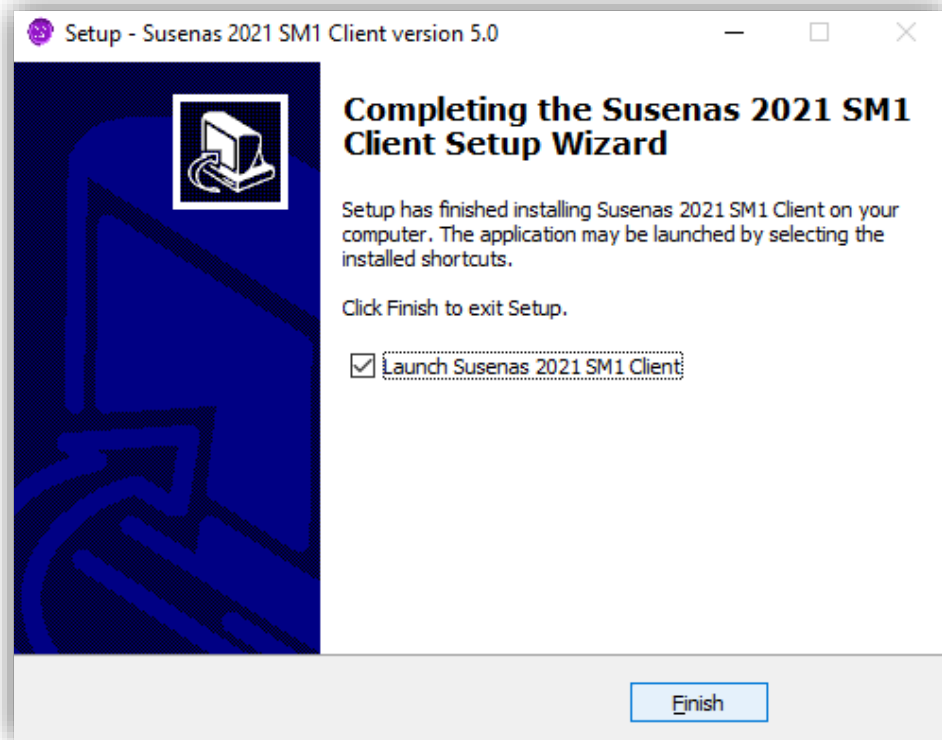 Setup - Susenas 2021 SM1 Client version 5.0
Completing the Susenas 2021 SM1
Client Setup Wizard
Setup has finished installing Susenas 2021 SM1 Client on your
computer. The application may be launched by selecting the
installed shortcuts.
Click Finish to exit Setup.
Launch Susenas 2021 SM1 Client
Finish